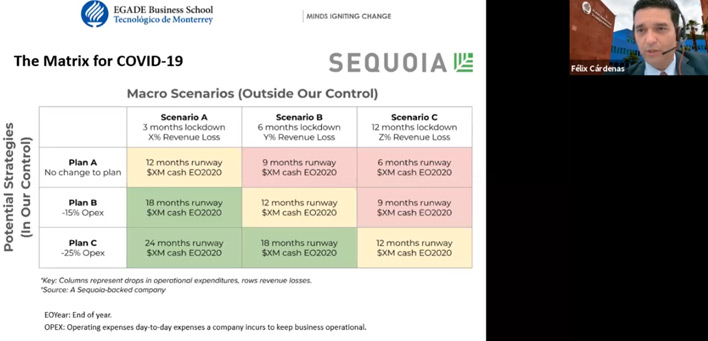 EGADE Business School
Tecnológico de Monterrey
MINDS IGNITING CHANGE
Félix Cárdenas
The Matrix for COVID-19
SEQUOIA
Macro Scenarios (Outside Our Control)
Potential Strategies
(In Our Control)
Scenario A
3 months lockdown
X% Revenue Loss
Scenario B
6 months lockdown
Y% Revenue Loss
Scenario C
12 months lockdown
Z% Revenue Loss
Plan A
No change to plan
12 months runway
$XM cash EO2020
9 months runway
$XM cash EO2020
6 months runway
$XM cash EO2020
Plan B
-15% Opex
18 months runway
$XM cash EO2020
12 months runway
$XM cash EO2020
9 months runway
$XM cash EO2020
Plan C
-25% Opex
24 months runway
$XM cash EO2020
18 months runway
$XM cash EO2020
12 months runway
$XM cash EO2020
*Key: Columns represent drops in operational expenditures, rows revenue losses.
*Source: A Sequoia-backed company
EOYear: End of year.
OPEX: Operating expenses day-to-day expenses a company incurs to keep business operational.